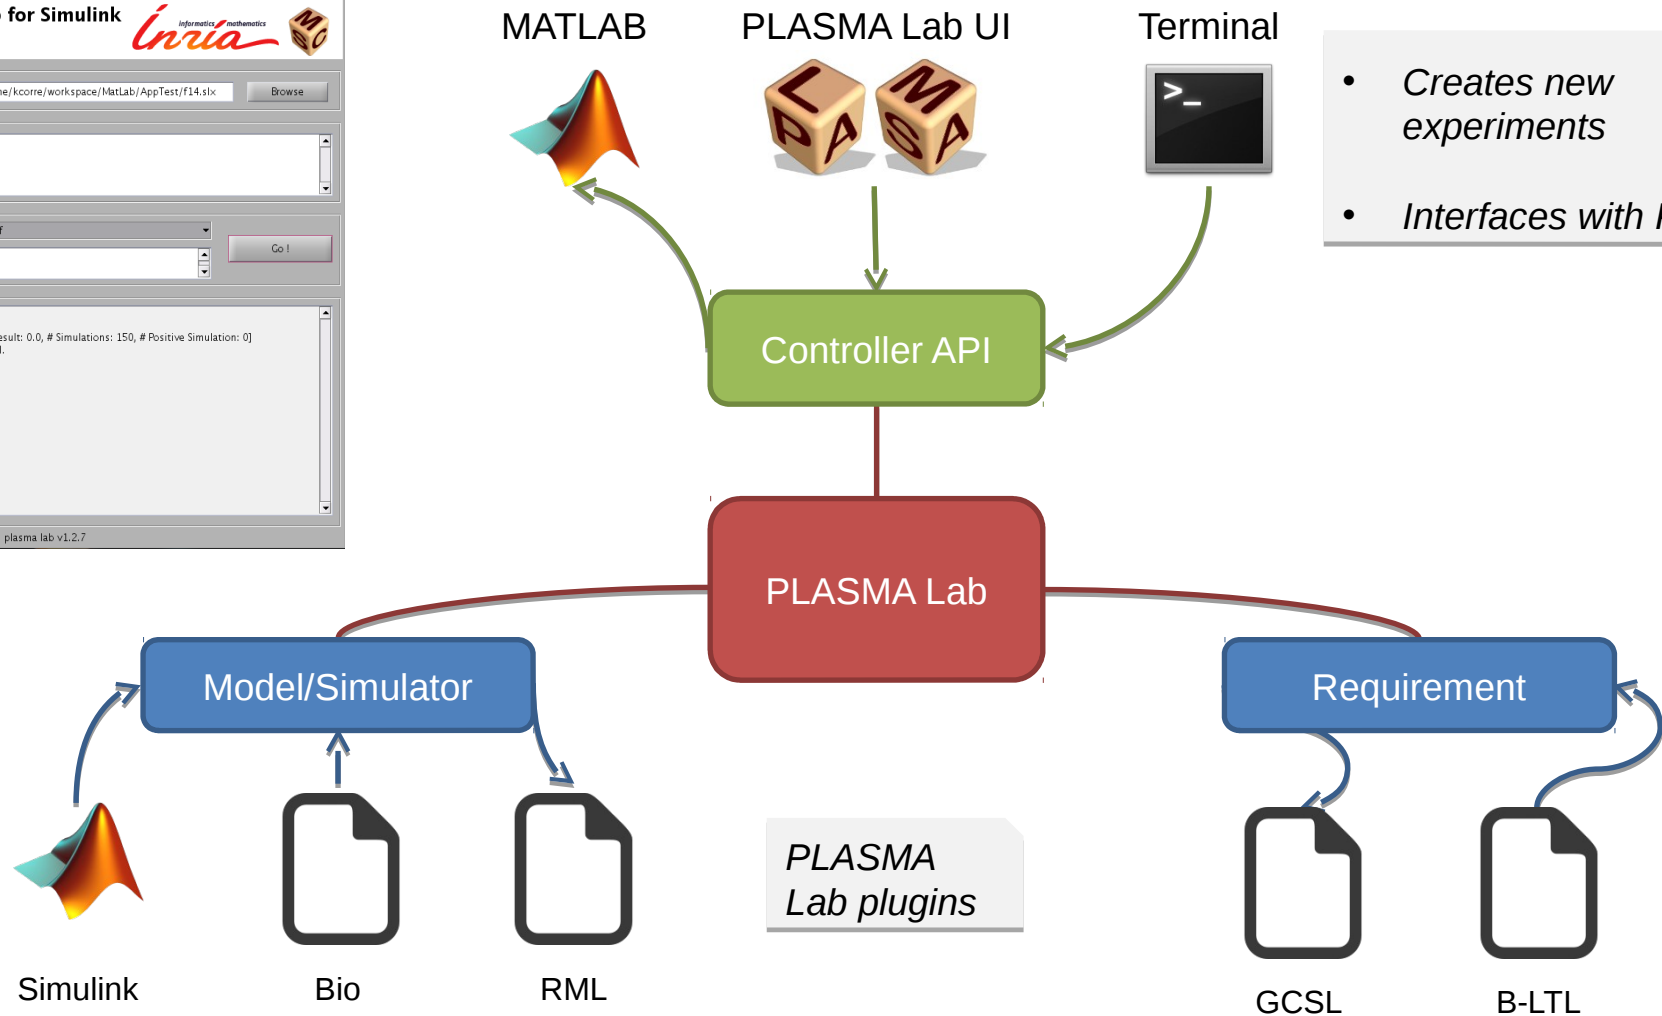 for Simulink
informatics mathematics
inria
M
S C
me/kcorre/workspace/MatLab/AppTest/f14.slx
Browse
Go !
esult: 0.0, # Simulations: 150, # Positive Simulation: 0]
plasma lab v1.2.7
MATLAB
PLASMA Lab UI
Terminal
L
P A
M
S A
>_
• Creates new
experiments
• Interfaces with
Controller API
PLASMA Lab
Model/Simulator
Requirement
PLASMA
Lab plugins
Simulink
Bio
RML
GCSL
B-LTL